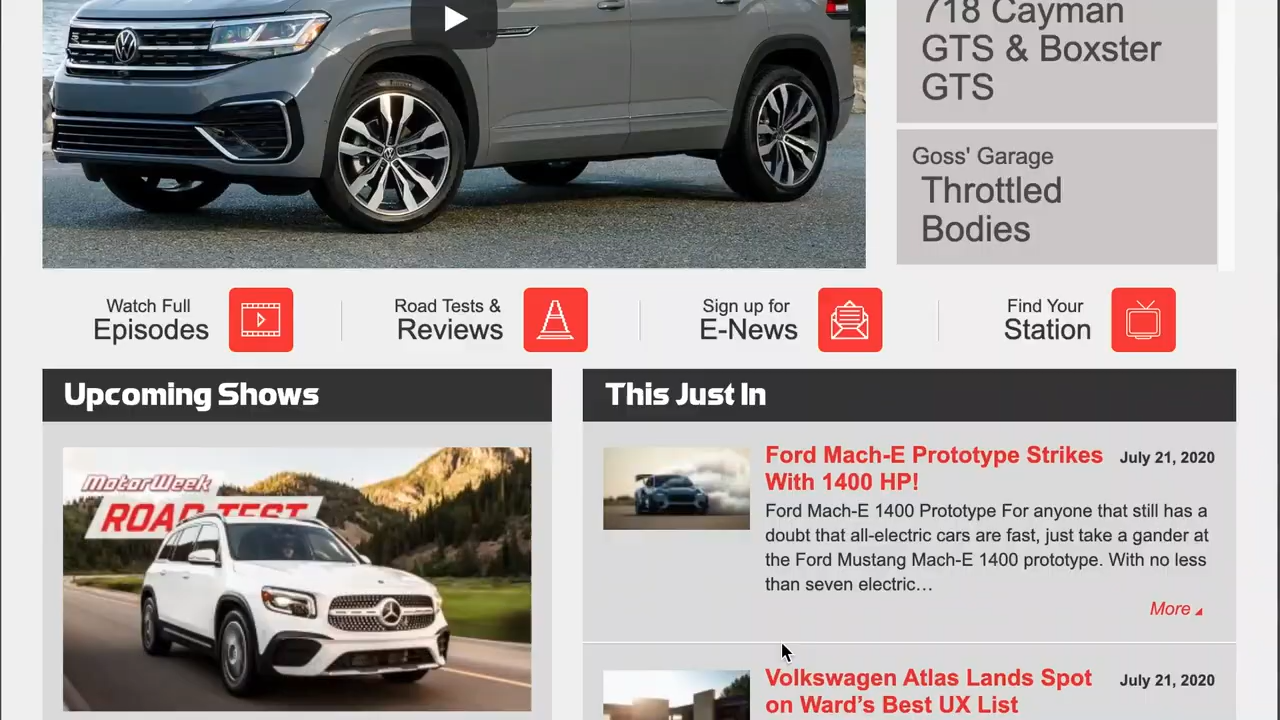 718 Cayman
GTS & Boxster
GTS
Goss' Garage
Throttled
Bodies
Watch Full
Episodes
Road Tests &
Reviews
Sign up for
E-News
Find Your
Station
Upcoming Shows
MotorWeek
ROAD TEST
This Just In
Ford Mach-E Prototype Strikes
With 1400 HP!
July 21, 2020
Ford Mach-E 1400 Prototype For anyone that still has a
doubt that all-electric cars are fast, just take a gander at
the Ford Mustang Mach-E 1400 prototype. With no less
than seven electric…
More
Volkswagen Atlas Lands Spot
on Ward’s Best UX List
July 21, 2020